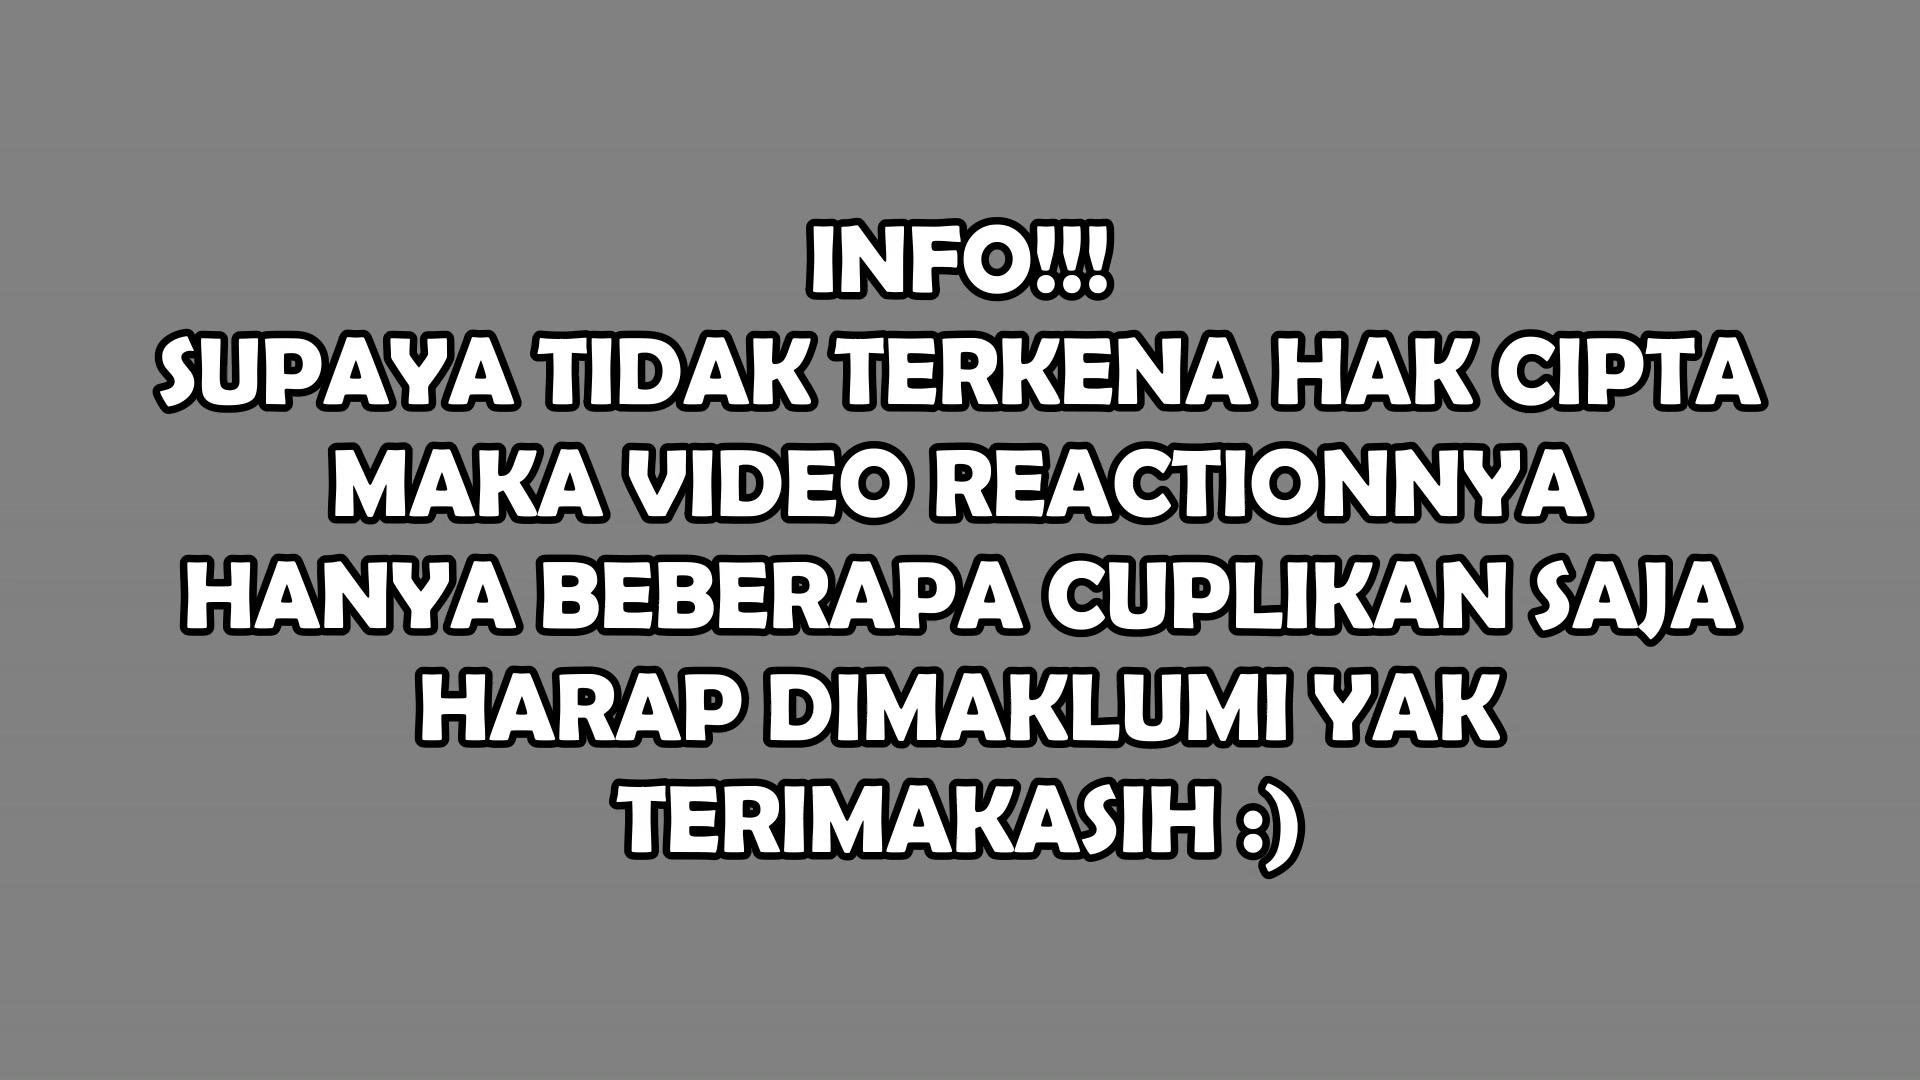 INFO!!!
SUPAYA TIDAK TERKENA HAK CIPTA
MAKA VIDEO REACTIONNYA
HANYA BEBERAPA CUPLIKAN SAJA
HARAP DIMAKLUMI YAK
TERIMAKASIH :)